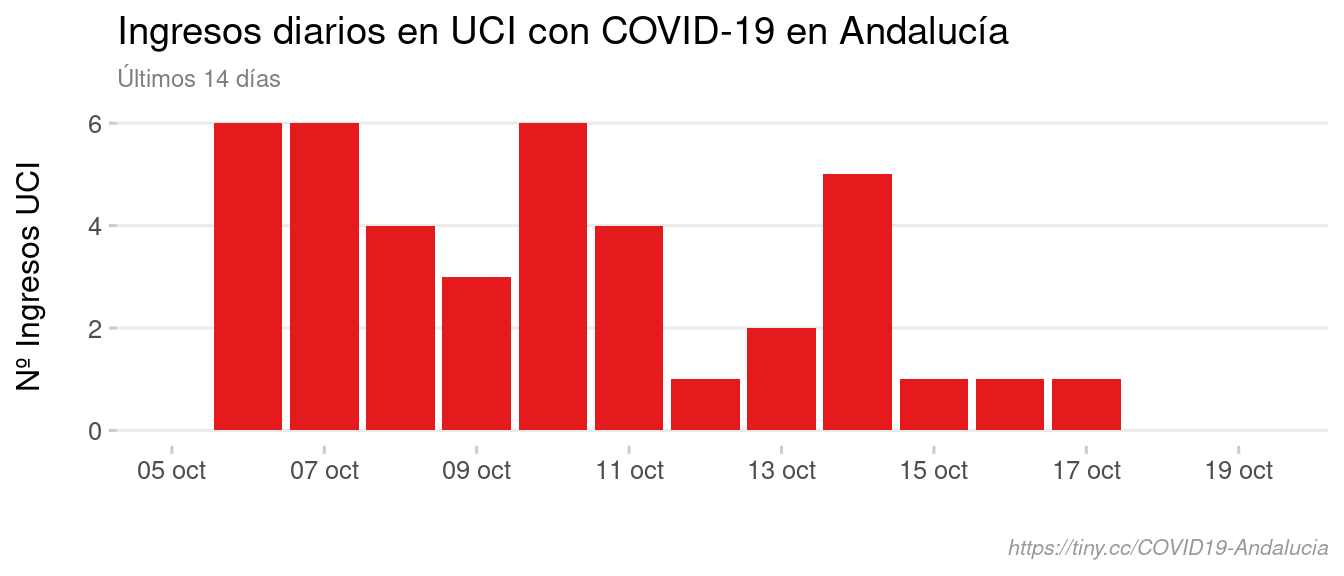 Ingresos diarios en UCI con COVID-19 en Andalucía
Últimos 14 días
Nº Ingresos UCI
6
4
2
0
05 oct 07 oct 09 oct 11 oct 13 oct 15 oct 17 oct 19 oct
https://tiny.cc/COVID19-Andalucia